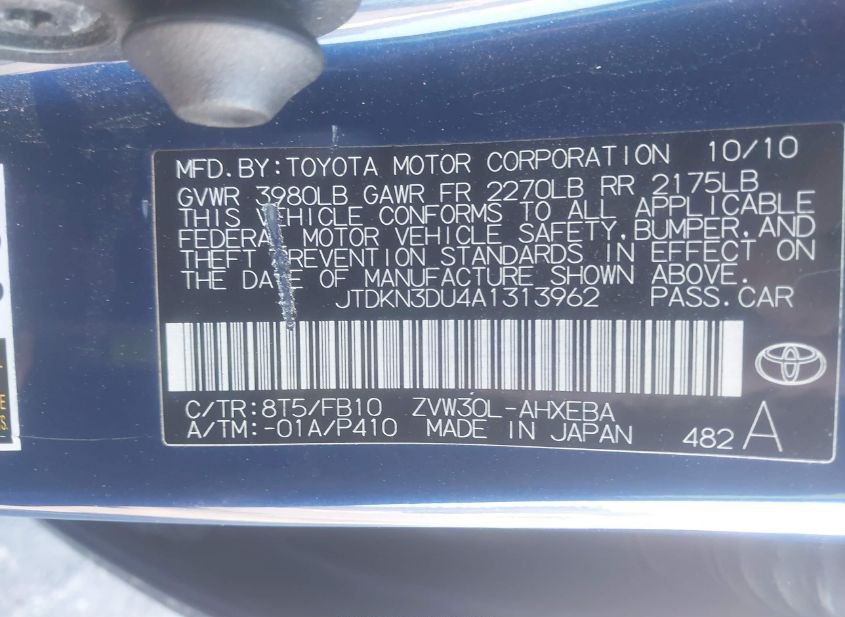 MFD.BY:TOYOTA MOTOR CORPORATION 10/10
GVWR 3980LB GAWR FR 2270LB RR 2175LB
THIS VEHICLE CONFORMS TO ALL APPLICABLE
FEDERAL MOTOR VEHICLE SAFETY,BUMPER,AND
THEFT PREVENTION STANDARDS IN EFFECT ON
THE DATE OF MANUFACTURE SHOWN ABOVE.
JTDKN3DU4A1313962 PASS.CAR
C/TR:8T5/FB10 ZVW30L-AHXEBA
A/TM:-01A/P410 MADE IN JAPAN 482 A